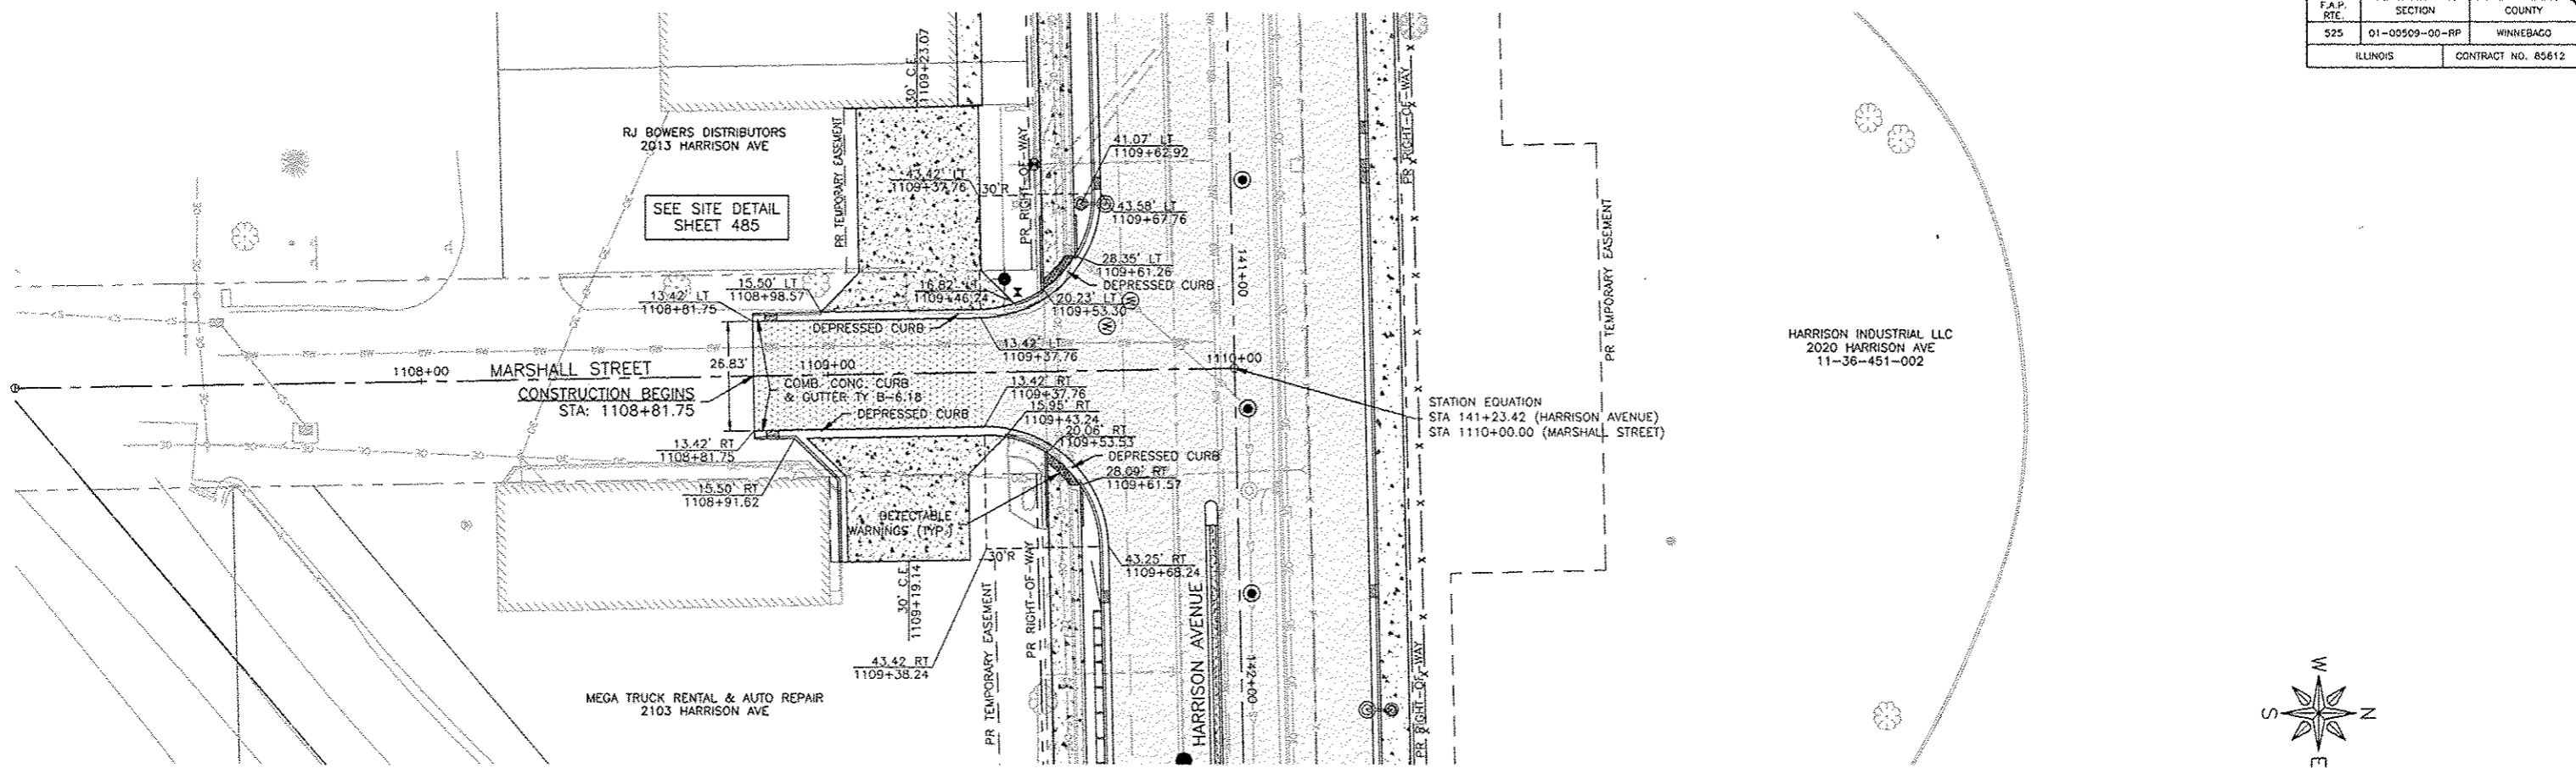 F.A.P. RTE.
SECTION
COUNTY
525
01-00509-00-RP
WINNEBAGO
ILLINOIS
CONTRACT NO. 85612
RJ BOWERS DISTRIBUTORS
2013 HARRISON AVE
SEE SITE DETAIL
SHEET 485
30' C.E.
1109+23.07
PR TEMPORARY EASEMENT
PR RIGHT-OF-WAY
41.07' LT
1109+62.92
43.42' LT
1109+37.76
30'R
43.58' LT
1109+67.76
28.35' LT
1109+61.26
DEPRESSED CURB
20.23' LT
1109+53.30
16.82' LT
1109+46.24
15.50' LT
1108+98.57
13.42' LT
1108+81.75
DEPRESSED CURB
13.42' LT
1109+37.76
W
W
141+00
PR RIGHT-OF-WAY
PR TEMPORARY EASEMENT
HARRISON INDUSTRIAL LLC
2020 HARRISON AVE
11-36-451-002
1108+00
MARSHALL STREET
26.83'
1109+00
1110+00
CONSTRUCTION BEGINS
STA: 1108+81.75
COMB. CONC. CURB
& GUTTER TY B-6.18
DEPRESSED CURB
13.42' RT
1109+37.76
15.95' RT
1109+43.24
20.06' RT
1109+53.53
DEPRESSED CURB
28.09' RT
1109+61.57
STATION EQUATION
STA 141+23.42 (HARRISON AVENUE)
STA 1110+00.00 (MARSHALL STREET)
13.42' RT
1108+81.75
15.50' RT
1108+91.62
DETECTABLE
WARNINGS (TYP.)
30'R
43.25' RT
1109+68.24
30' C.E.
1109+19.14
43.42 RT
1109+38.24
PR TEMPORARY EASEMENT
PR RIGHT-OF-WAY
HARRISON AVENUE
142+00
PR RIGHT-OF-WAY
MEGA TRUCK RENTAL & AUTO REPAIR
2103 HARRISON AVE
W
S
N
E